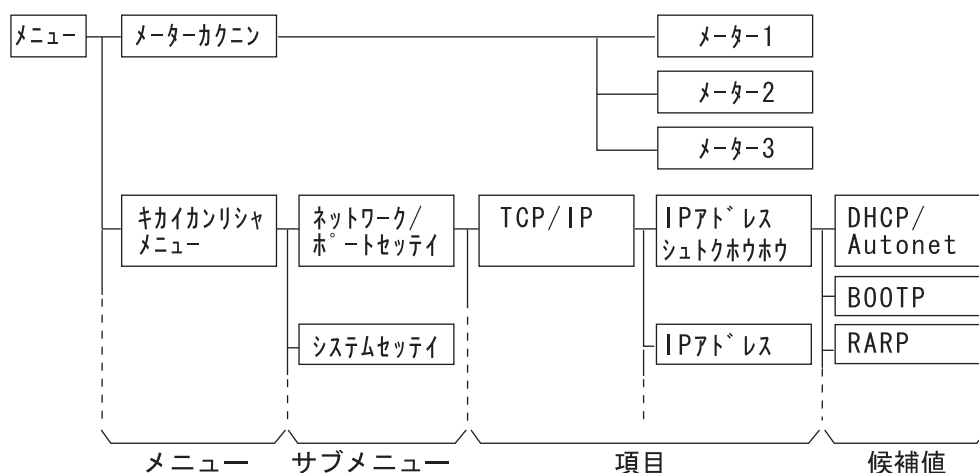 メニュー
メーターカクニン
メーター1
メーター2
メーター3
キカイカンリシャ
メニュー
ネットワーク/
ポートセッテイ
TCP/IP
IPアドレス
シュトクホウホウ
DHCP/
Autonet
BOOTP
システムセッテイ
IPアドレス
RARP
メニュー
サブメニュー
項目
候補値